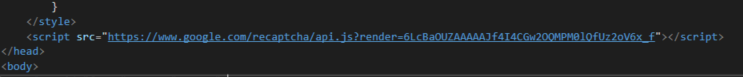 }
</style>
<script src="https://www.google.com/recaptcha/api.js?render=6LcBaOUZAAAAAJf4I4CGw2OQMPM0lQfUz2oV6x_f"></script>
</head>
<body>